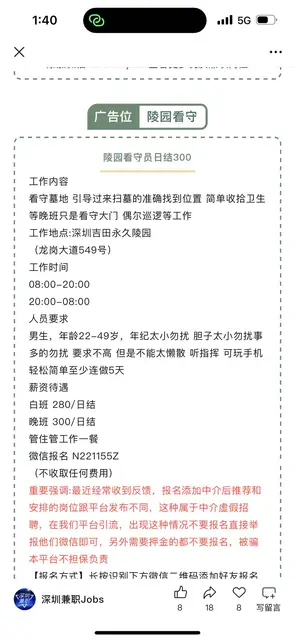 1:40
5G
广告位 陵园看守
陵园看守员日结300
工作内容
看守墓地 引导过来扫墓的准确找到位置 简单收拾卫生
等晚班只是看守大门 偶尔巡逻等工作
工作地点:深圳吉田永久陵园
（龙岗大道549号）
工作时间
08:00-20:00
20:00-08:00
人员要求
男生，年龄22-49岁，年纪太小勿扰 胆子太小勿扰事
多的勿扰 要求不高 但是不能太懒散 听指挥 可玩手机
轻松简单至少连做5天
薪资待遇
白班 280/日结
晚班 300/日结
管住管工作一餐
微信报名 N221155Z
（不收取任何费用）
重要强调:最近经常收到反馈，报名添加中介后推荐和
安排的岗位跟平台发布不同，这种属于中介虚假招
聘，在我们平台引流，出现这种情况不要报名直接举
报他们微信即可，另外需要押金的都不要报名，被骗
本平台不担保负责
【报名方式】长按识别下方微信二维码添加好友报名
深圳兼职Jobs
8
18
8
写留言